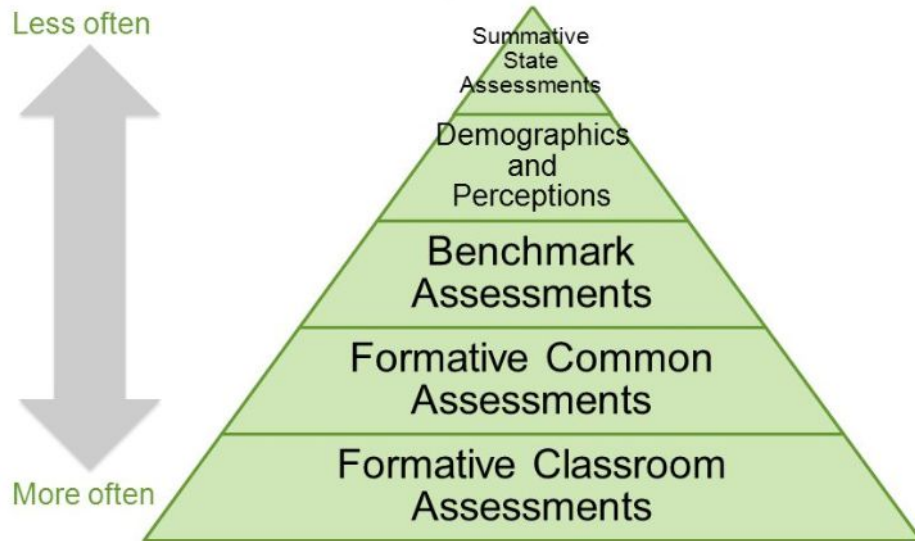 Less often
Summative
State
Assessments
Demographics
and
Perceptions
Benchmark
Assessments
Formative Common
Assessments
Formative Classroom
Assessments
More often